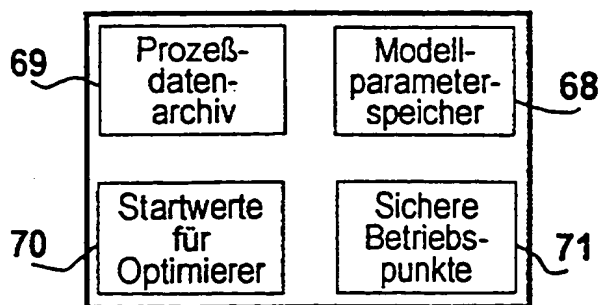 69
Prozeß-
daten-
archiv
Modell-
parameter-
speicher
68
70
Startwerte
für
Optimierer
Sichere
Betriebs-
punkte
71